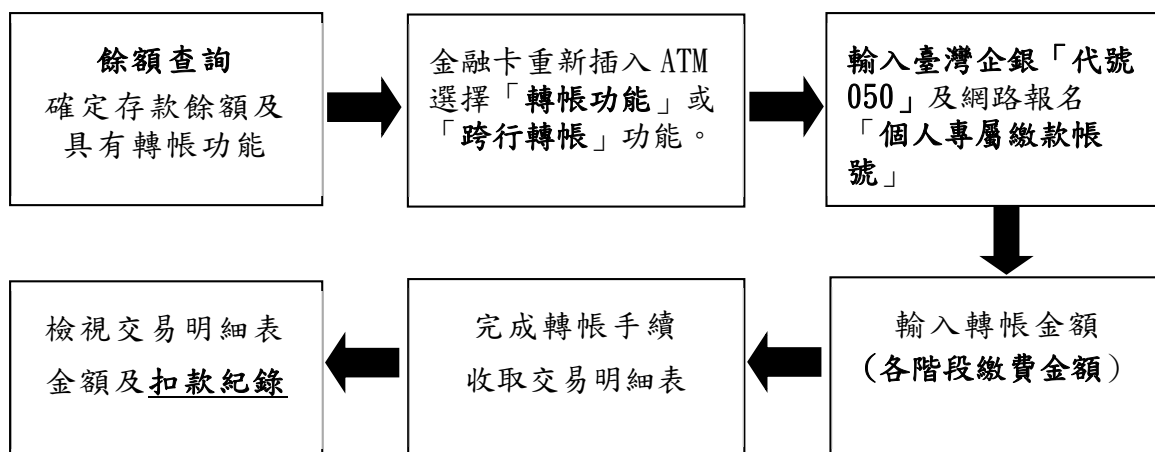 餘額查詢
確定存款餘額及
具有轉帳功能
金融卡重新插入 ATM
選擇「轉帳功能」或
「跨行轉帳」功能。
輸入臺灣企銀「代號
050」及網路報名
「個人專屬繳款帳
號」
輸入轉帳金額
(各階段繳費金額)
完成轉帳手續
收取交易明細表
檢視交易明細表
金額及扣款紀錄